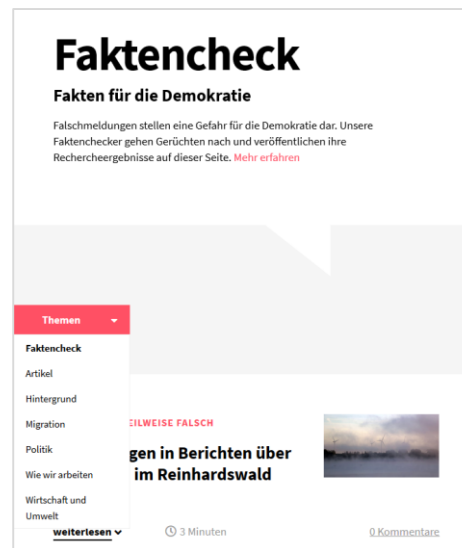 Faktencheck
Fakten für die Demokratie
Falschmeldungen stellen eine Gefahr für die Demokratie dar. Unsere
Faktenchecker gehen Gerüchten nach und veröffentlichen ihre
Rechercheergebnisse auf dieser Seite. Mehr erfahren
Themen
Faktencheck
Artikel
Hintergrund
Migration
Politik
Wie wir arbeiten
Wirtschaft und
Umwelt
EILWEISE FALSCH
gen in Berichten über
im Reinhardswald
weiterlesen
3 Minuten
0 Kommentare